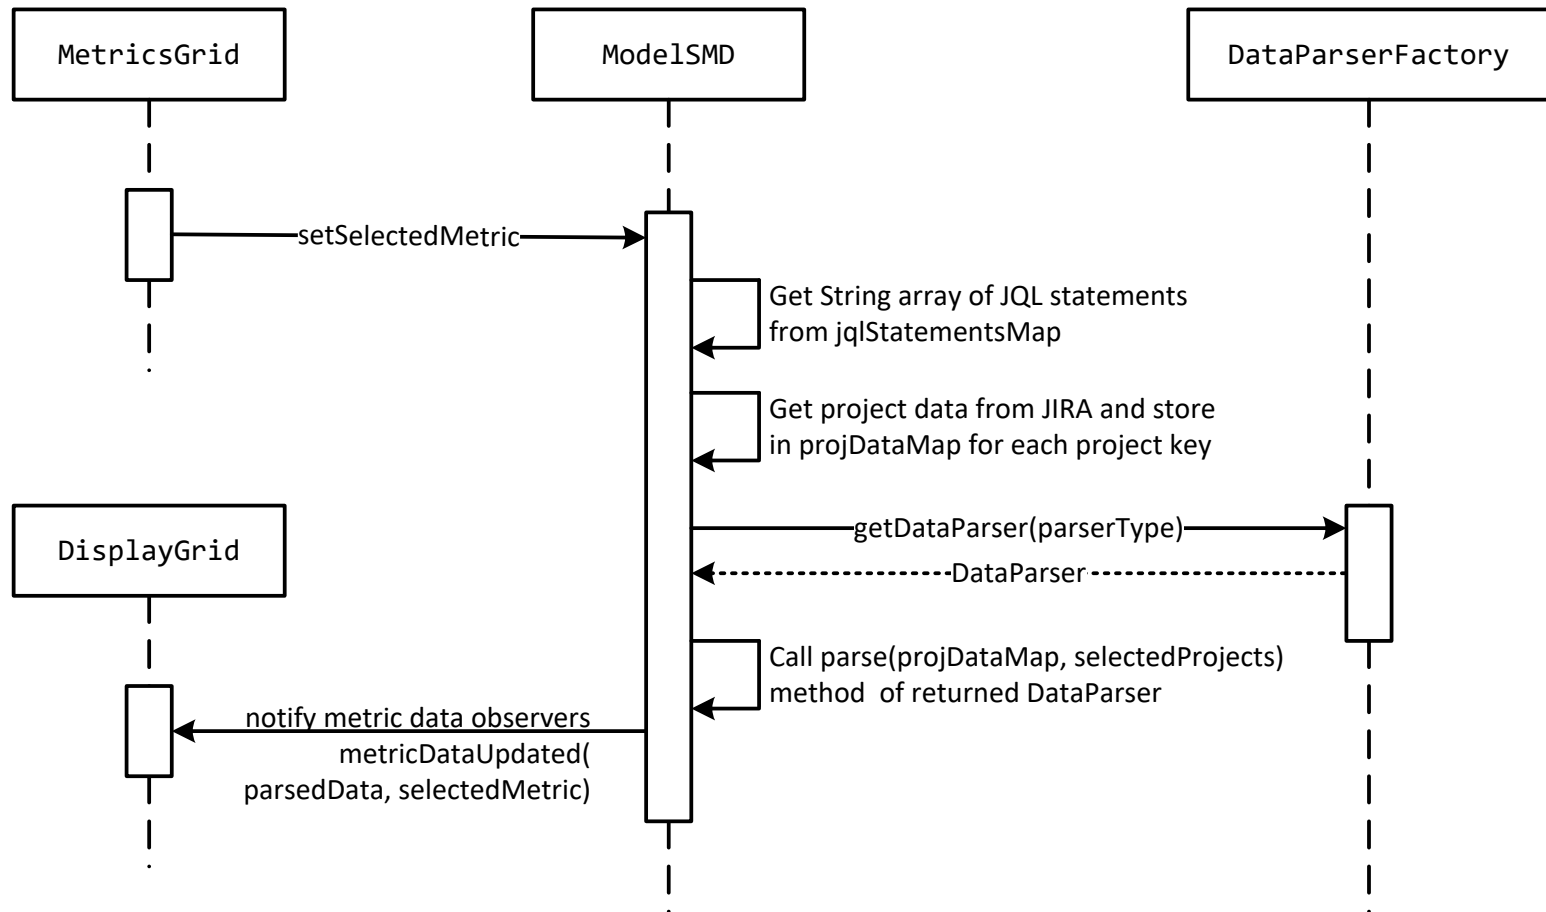 MetricsGrid
ModelSMD
DataParserFactory
setSelectedMetric
Get String array of JQL statements
from jqlStatementsMap
Get project data from JIRA and store
in projDataMap for each project key
DisplayGrid
getDataParser(parserType)
DataParser
Call parse(projDataMap, selectedProjects)
method of returned DataParser
notify metric data observers
metricDataUpdated(
parsedData, selectedMetric)